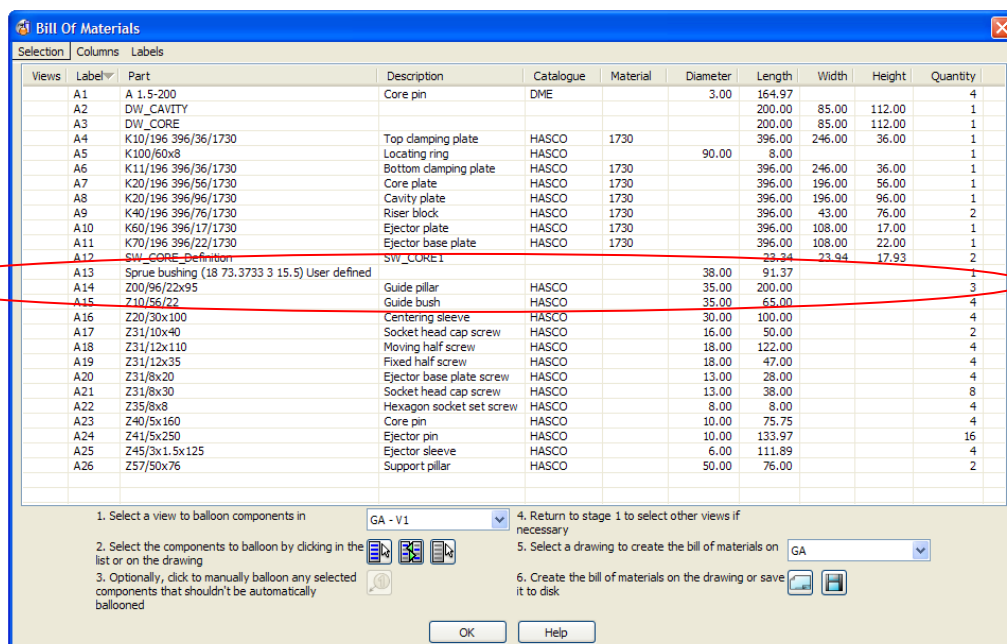 Bill Of Materials
Selection Columns Labels
Views Label Part Description Catalogue Material Diameter Length Width Height Quantity
A1 A 1.5-200 Core pin DME 3.00 164.97 4
A2 DW_CAVITY 200.00 85.00 112.00 1
A3 DW_CORE 200.00 85.00 112.00 1
A4 K10/196 396/36/1730 Top clamping plate HASCO 1730 396.00 246.00 36.00 1
A5 K100/60x8 Locating ring HASCO 90.00 8.00 1
A6 K11/196 396/36/1730 Bottom clamping plate HASCO 1730 396.00 246.00 36.00 1
A7 K20/196 396/56/1730 Core plate HASCO 1730 396.00 196.00 56.00 1
A8 K20/196 396/96/1730 Cavity plate HASCO 1730 396.00 196.00 96.00 1
A9 K40/196 396/76/1730 Riser block HASCO 1730 396.00 43.00 76.00 2
A10 K60/196 396/17/1730 Ejector plate HASCO 1730 396.00 108.00 17.00 1
A11 K70/196 396/22/1730 Ejector base plate HASCO 1730 396.00 108.00 22.00 1
A12 SW_CORE_Definition SW_CORE1 23.34 23.94 17.93 2
A13 Sprue bushing (18 73.3733 3 15.5) User defined 38.00 91.37 1
A14 Z00/96/22x95 Guide pillar HASCO 35.00 200.00 3
A15 Z10/56/22 Guide bush HASCO 35.00 65.00 4
A16 Z20/30x100 Centering sleeve HASCO 30.00 100.00 4
A17 Z31/10x40 Socket head cap screw HASCO 16.00 50.00 2
A18 Z31/12x110 Moving half screw HASCO 18.00 122.00 4
A19 Z31/12x35 Fixed half screw HASCO 18.00 47.00 4
A20 Z31/8x20 Ejector base plate screw HASCO 13.00 28.00 4
A21 Z31/8x30 Socket head cap screw HASCO 13.00 38.00 8
A22 Z35/8x8 Hexagon socket set screw HASCO 8.00 8.00 4
A23 Z40/5x160 Core pin HASCO 10.00 75.75 4
A24 Z41/5x250 Ejector pin HASCO 10.00 133.97 16
A25 Z45/3x1.5x125 Ejector sleeve HASCO 6.00 111.89 4
A26 Z57/50x76 Support pillar HASCO 50.00 76.00 2
1. Select a view to balloon components in GA - V1
2. Select the components to balloon by clicking in the
list or on the drawing
3. Optionally, click to manually balloon any selected
components that shouldn't be automatically
ballooned
4. Return to stage 1 to select other views if
necessary
5. Select a drawing to create the bill of materials on GA
6. Create the bill of materials on the drawing or save
it to disk
OK Help